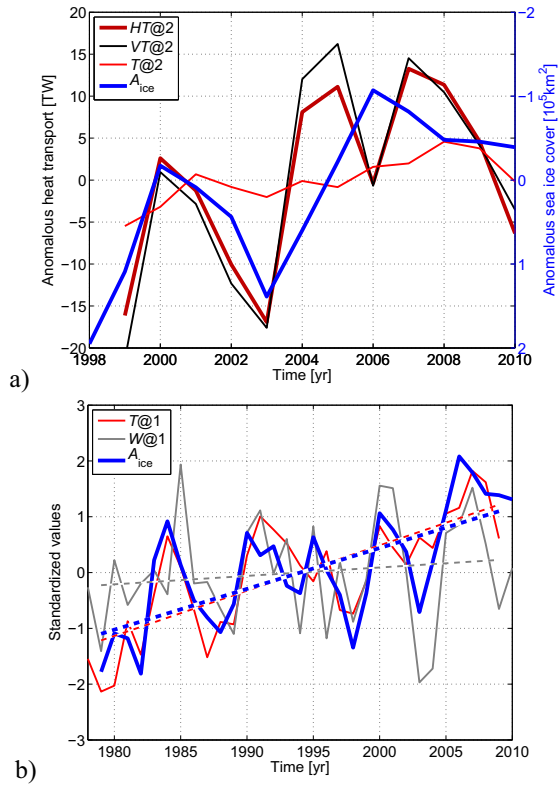 20
15
10
5
0
-5
-10
-15
-20
Anomalous heat transport [TW]
HT@2
VT@2
T@2
A_ice
-2
-1
0
1
2
Anomalous sea ice cover [10^5 km^2]
1998 2000 2002 2004 2006 2008 2010
Time [yr]
a)
3
2
1
0
−1
−2
−3
Standardized values
T@1
W@1
A_ice
1980 1985 1990 1995 2000 2005 2010
Time [yr]
b)